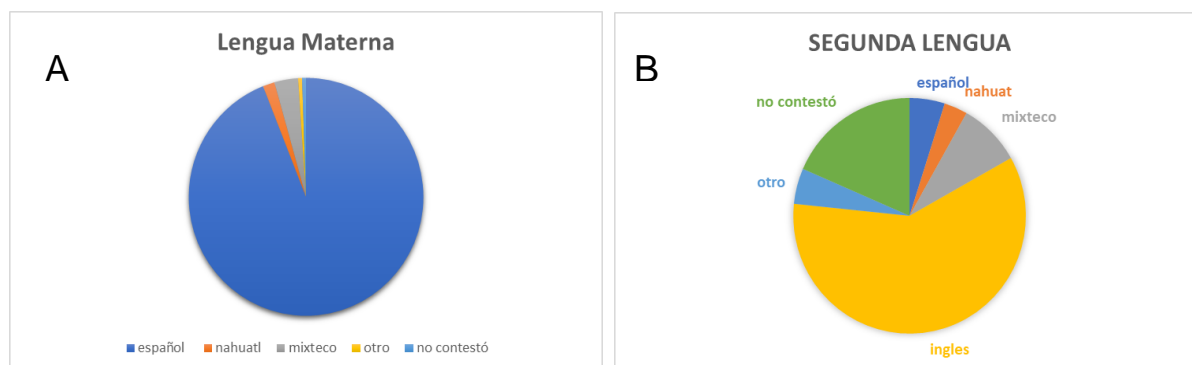 A
Lengua Materna
español nahuatl mixteco otro no contestó
B
SEGUNDA LENGUA
español
nahuat
mixteco
no contestó
otro
ingles